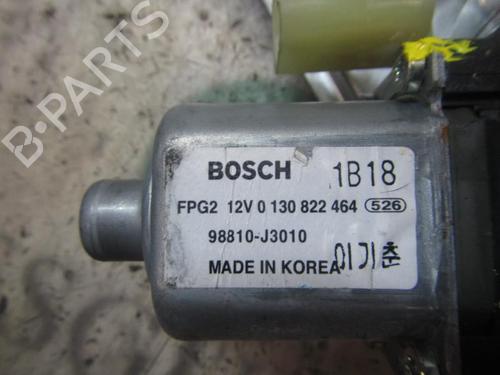 BOSCH 1B18
FPG2 12V 0 130 822 464 526
98810-J3010
MADE IN KOREA 이기춘
B-PARTS